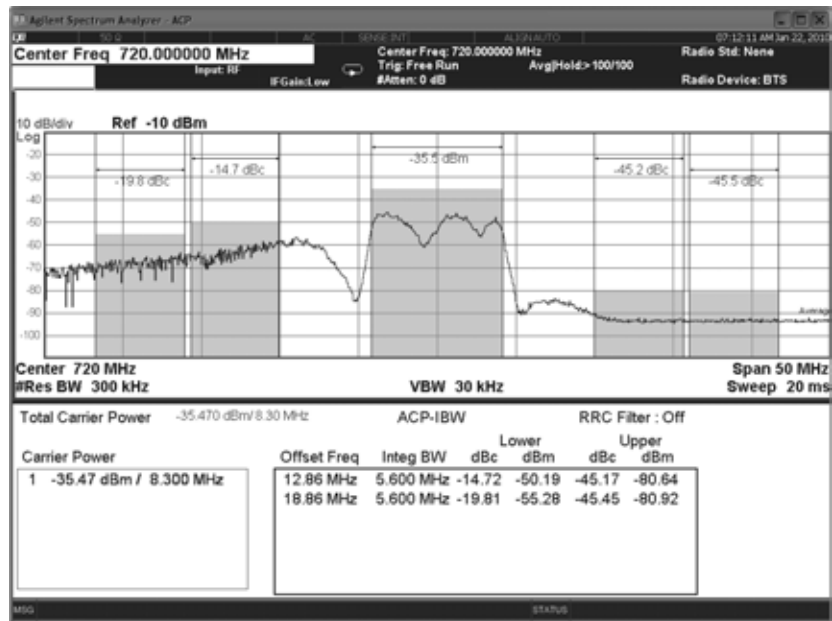 Agilent Spectrum Analyzer - ACP
50 Ω AC SENSE:INT ALIGNAUTO 07:12:11 AM Jan 22, 2010
Center Freq 720.000000 MHz
Input: RF
IFGain:Low
Center Freq: 720.000000 MHz
Trig: Free Run Avg|Hold:> 100/100
#Atten: 0 dB
Radio Std: None
Radio Device: BTS
10 dB/div Ref -10 dBm
Log
-20
-30
-40
-50
-60
-70
-80
-90
-100
-19.8 dBc
-14.7 dBc
-35.5 dBm
-45.2 dBc
-45.5 dBc
Average
Center 720 MHz Span 50 MHz
#Res BW 300 kHz VBW 30 kHz Sweep 20 ms
Total Carrier Power -35.470 dBm/ 8.30 MHz ACP-IBW RRC Filter : Off
Lower Upper
Carrier Power Offset Freq Integ BW dBc dBm dBc dBm
1 -35.47 dBm / 8.300 MHz 12.86 MHz 5.600 MHz -14.72 -50.19 -45.17 -80.64
18.86 MHz 5.600 MHz -19.81 -55.28 -45.45 -80.92
MSG STATUS